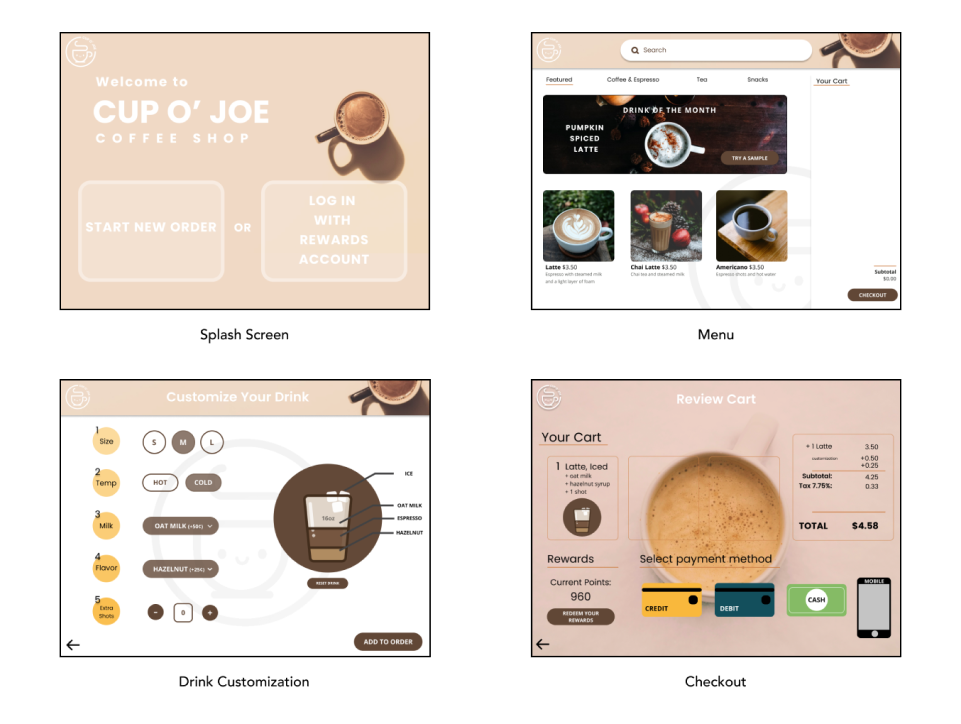 Welcome to
CUP O' JOE
COFFEE SHOP
START NEW ORDER
OR
LOG IN
WITH
REWARDS
ACCOUNT
Splash Screen
Search
Featured
Coffee & Espresso
Tea
Snacks
Your Cart
DRINK OF THE MONTH
PUMPKIN
SPICED
LATTE
TRY A SAMPLE
Latte $3.50
Espresso with steamed milk
and a light layer of foam
Chai Latte $3.50
Chai tea and steamed milk
Americano $3.50
Espresso shots and hot water
Subtotal
$0.00
CHECKOUT
Menu
Customize Your Drink
1
Size
S
M
L
2
Temp
HOT
COLD
3
Milk
OAT MILK (+50¢)
4
Flavor
HAZELNUT (+25¢)
5
Extra
Shots
-
0
+
ICE
OAT MILK
ESPRESSO
HAZELNUT
16oz
RESET DRINK
ADD TO ORDER
Drink Customization
Review Cart
Your Cart
1 Latte, Iced
+ oat milk
+ hazelnut syrup
+ 1 shot
+ 1 Latte 3.50
customization +0.50
+0.25
Subtotal: 4.25
Tax 7.75%: 0.33
TOTAL $4.58
Rewards
Current Points:
960
REDEEM YOUR
REWARDS
Select payment method
CREDIT
DEBIT
CASH
MOBILE
Checkout